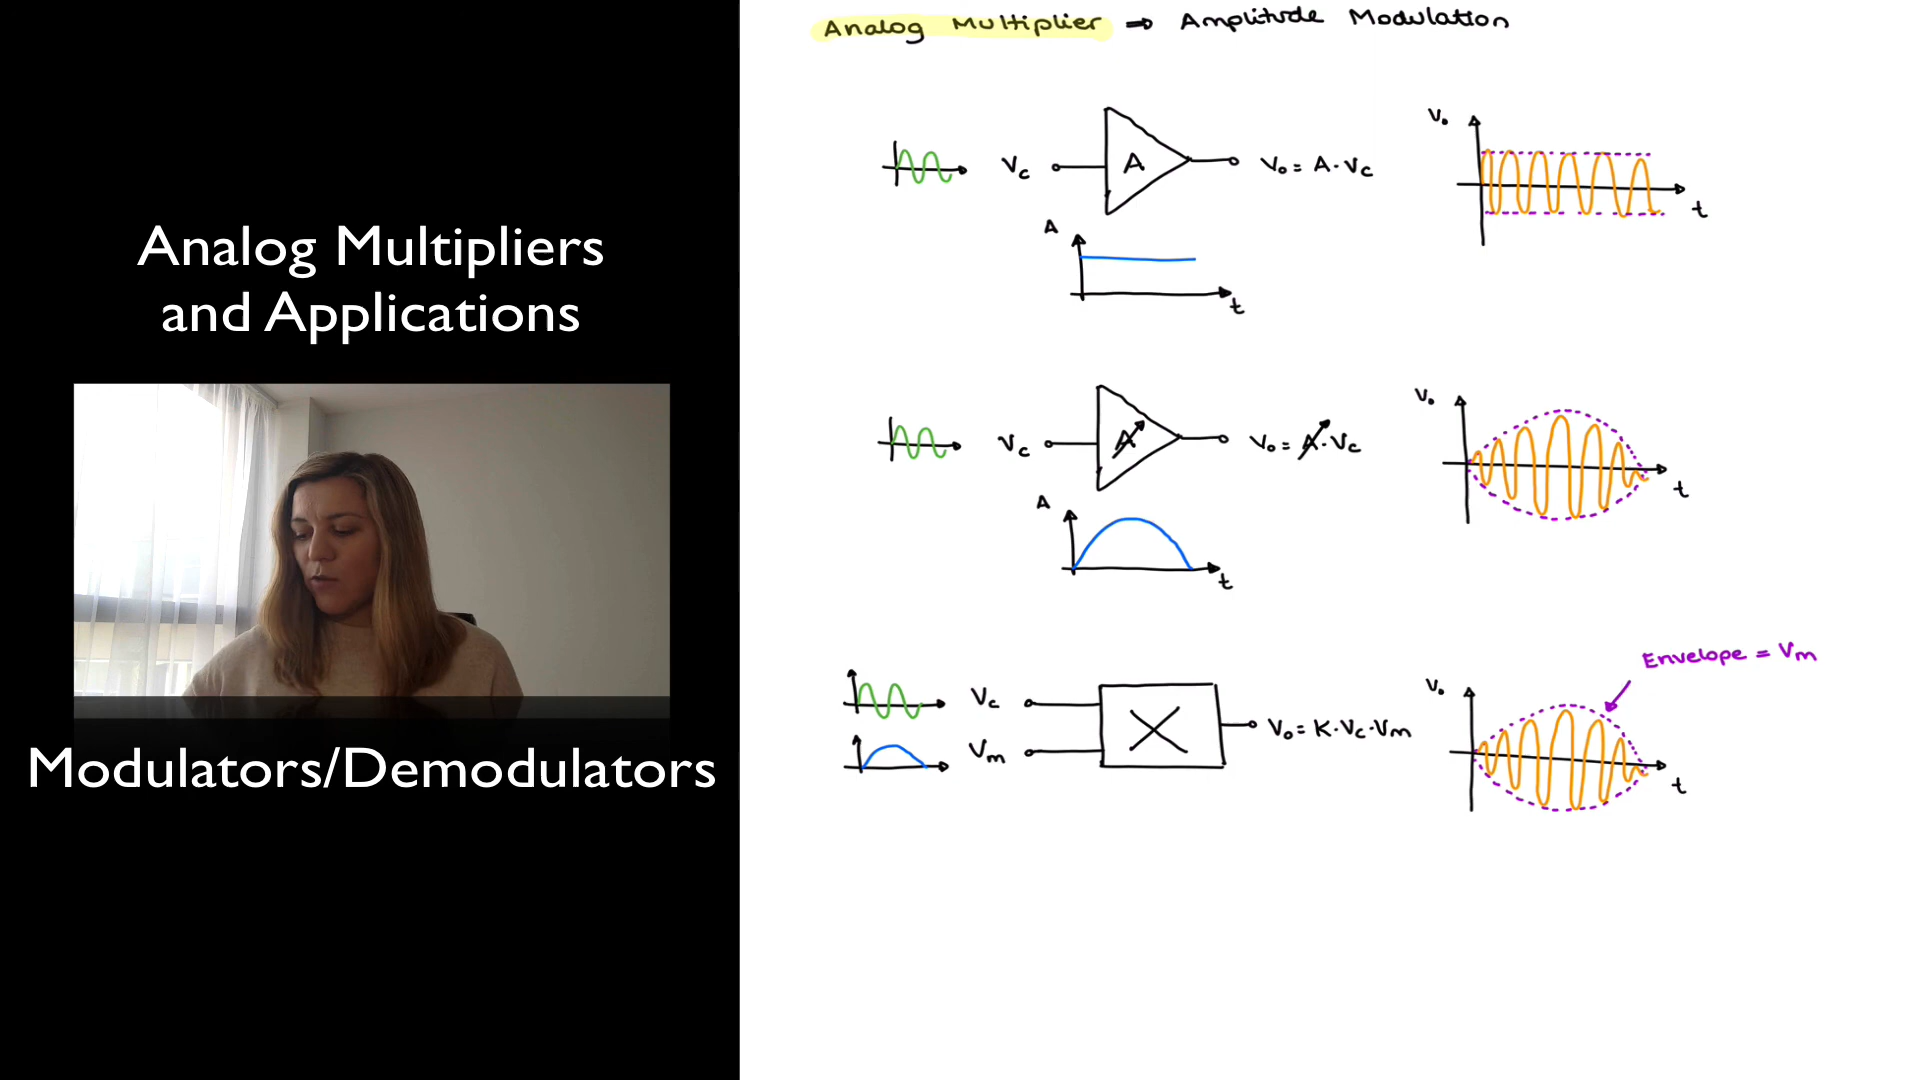 Analog Multipliers
and Applications
Modulators/Demodulators
Analog Multiplier ➡ Amplitude Modulation
Vc
A
Vo = A·Vc
Vo
t
A
t
Vc
A
Vo = A·Vc
Vo
t
A
t
Vc
Vm
Vo = K·Vc·Vm
Vo
t
Envelope = Vm